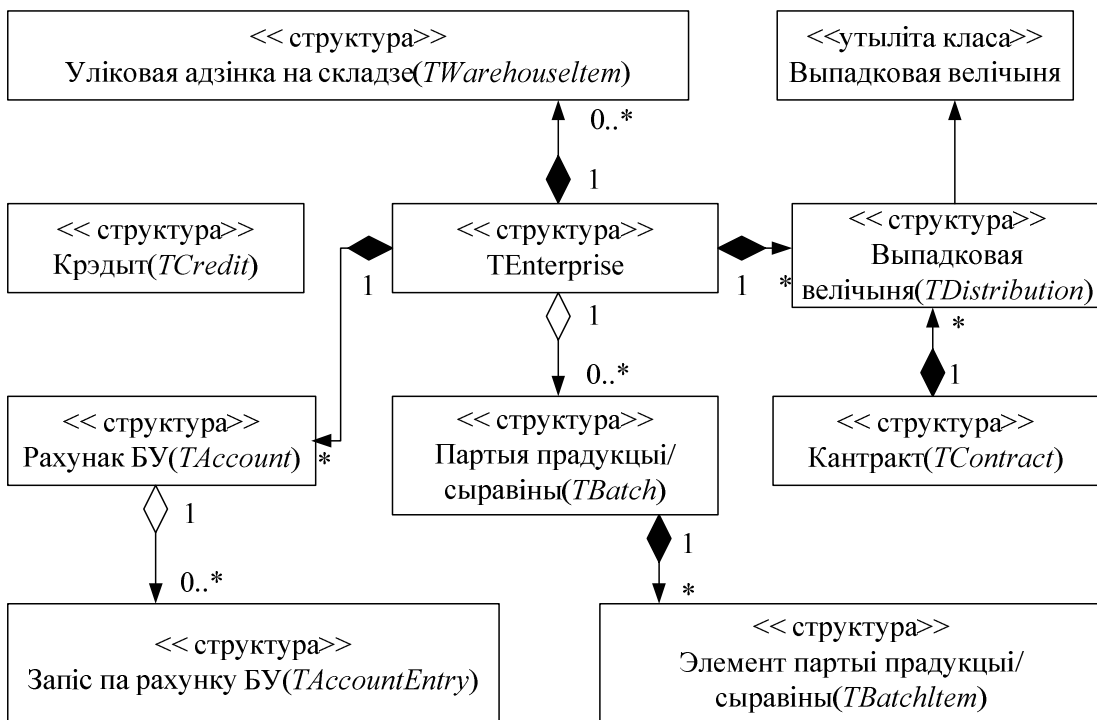 << структура>>
Уліковая адзінка на складзе(TWarehouseltem)
<<утыліта класа>>
Выпадковая велічыня
0..*
1
<< структура>>
Крэдыт(TCredit)
<< структура>>
TEnterprise
<< структура>>
Выпадковая
велічыня(TDistribution)
1
1
*
1
*
0..*
1
<< структура>>
Рахунак БУ(TAccount)
*
<< структура>>
Партыя прадукцыі/
сыравіны(TBatch)
<< структура>>
Кантракт(TContract)
1
1
0..*
*
<< структура>>
Запіс па рахунку БУ(TAccountEntry)
<< структура>>
Элемент партыі прадукцыі/
сыравіны(TBatchltem)